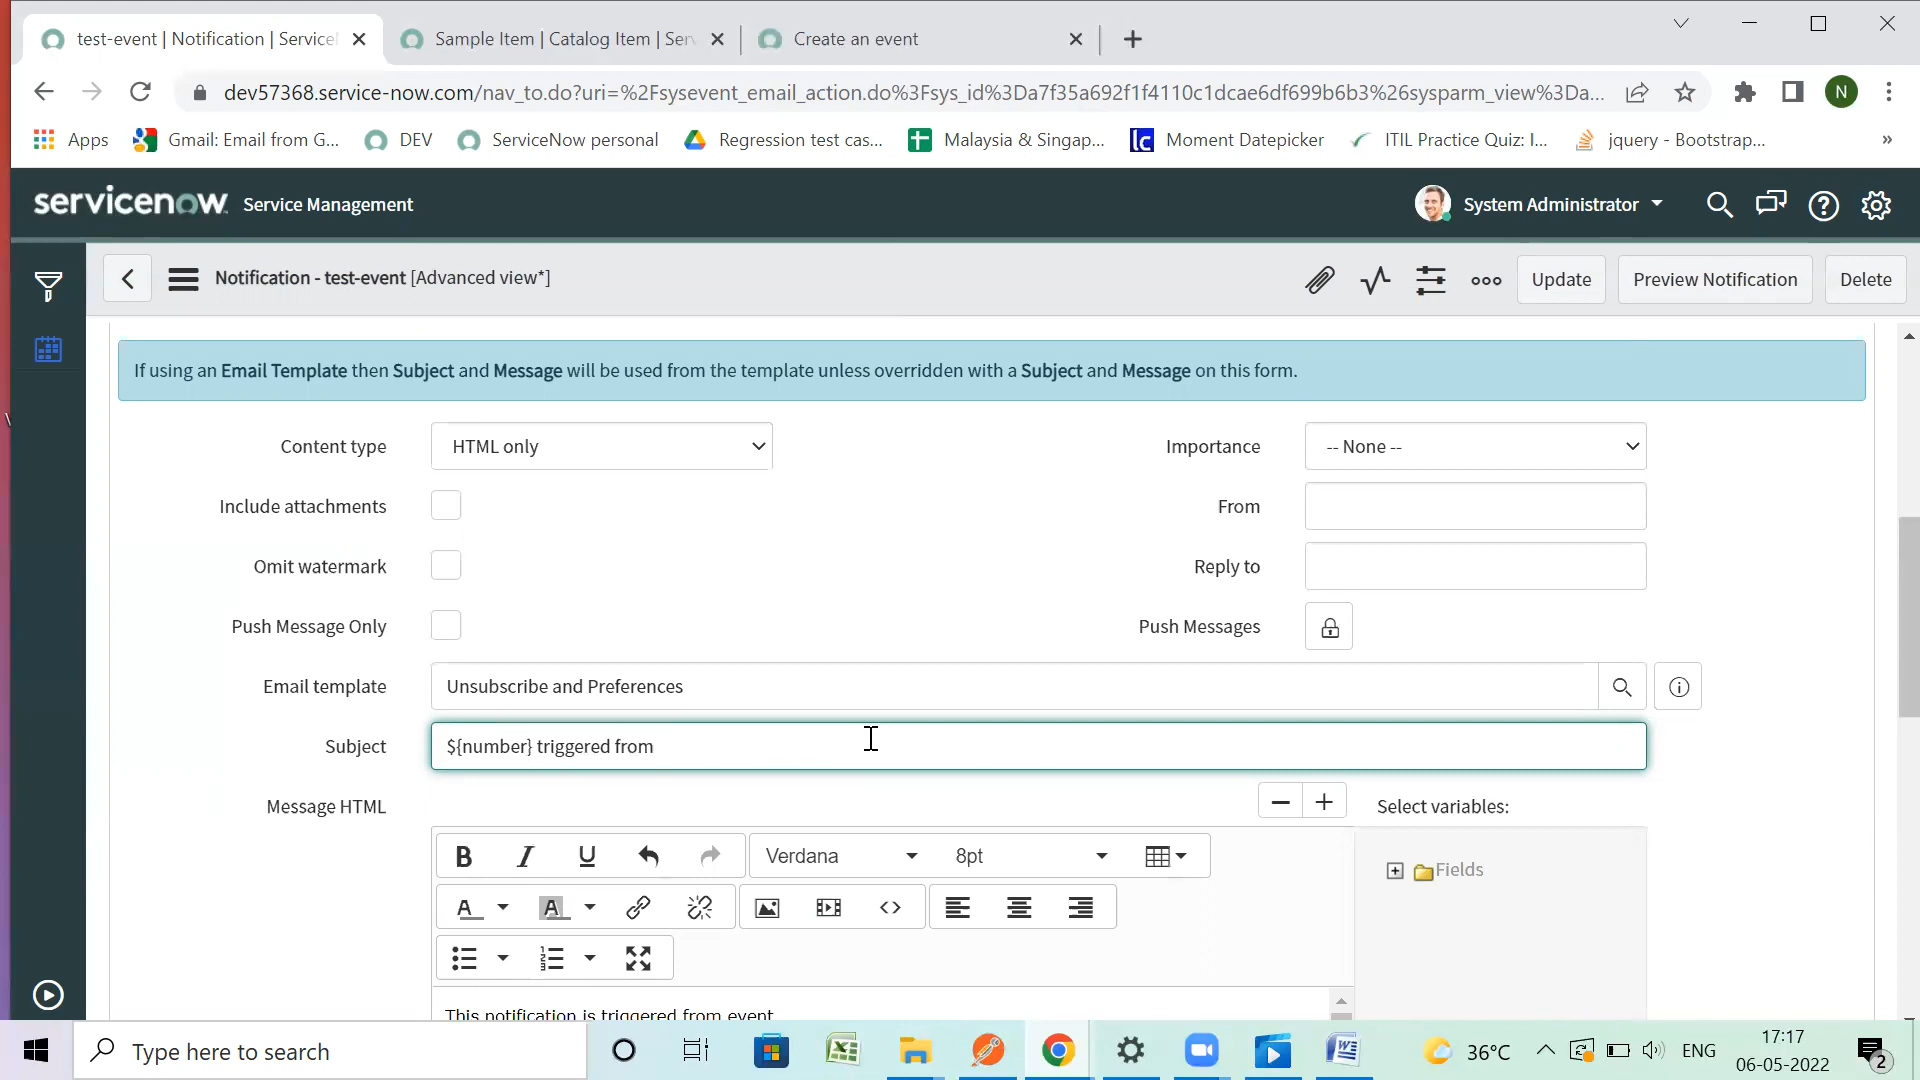 test-event | Notification | Service
Sample Item | Catalog Item | Ser
Create an event
dev57368.service-now.com/nav_to.do?uri=%2Fsysevent_email_action.do%3Fsys_id%3Da7f35a692f1f4110c1dcae6df699b6b3%26sysparm_view%3Da...
N
Apps
Gmail: Email from G...
DEV
ServiceNow personal
Regression test cas...
Malaysia & Singap...
lc
Moment Datepicker
ITIL Practice Quiz: I...
jquery - Bootstrap...
»
servicenow
Service Management
System Administrator
Notification - test-event [Advanced view*]
Update
Preview Notification
Delete
If using an Email Template then Subject and Message will be used from the template unless overridden with a Subject and Message on this form.
Content type
HTML only
Importance
-- None --
Include attachments
From
Omit watermark
Reply to
Push Message Only
Push Messages
Email template
Unsubscribe and Preferences
Subject
${number} triggered from
Message HTML
Select variables:
B I U
Verdana
8pt
Fields
A
A
This notification is triggered from event
Type here to search
36°C
ENG
17:17
06-05-2022
2